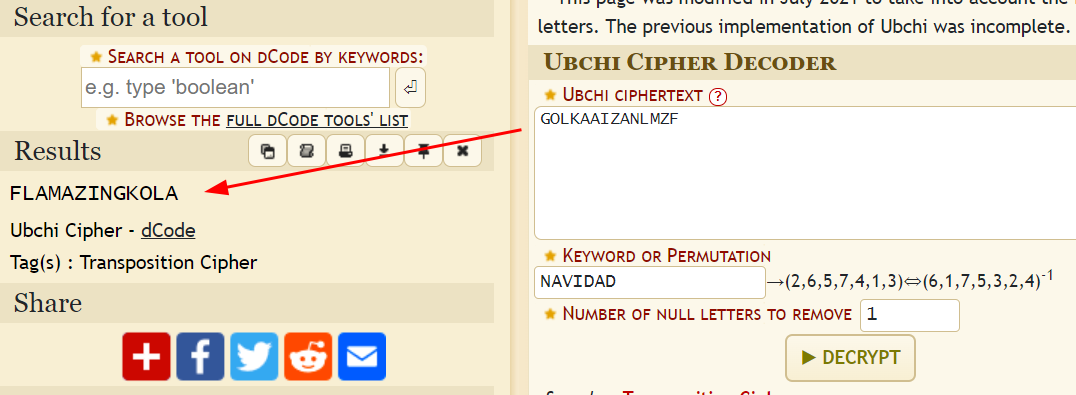 Search for a tool
SEARCH A TOOL ON DCODE BY KEYWORDS:
e.g. type 'boolean'
BROWSE THE FULL DCODE TOOLS' LIST
Results
FLAMAZINGKOLA
Ubchi Cipher - dCode
Tag(s) : Transposition Cipher
Share
letters. The previous implementation of Ubchi was incomplete.
UBCHI CIPHER DECODER
UBCHI CIPHERTEXT ?
GOLKAAIZANLMZF
KEYWORD OR PERMUTATION
NAVIDAD →(2,6,5,7,4,1,3)⇔(6,1,7,5,3,2,4)⁻¹
NUMBER OF NULL LETTERS TO REMOVE 1
▶ DECRYPT